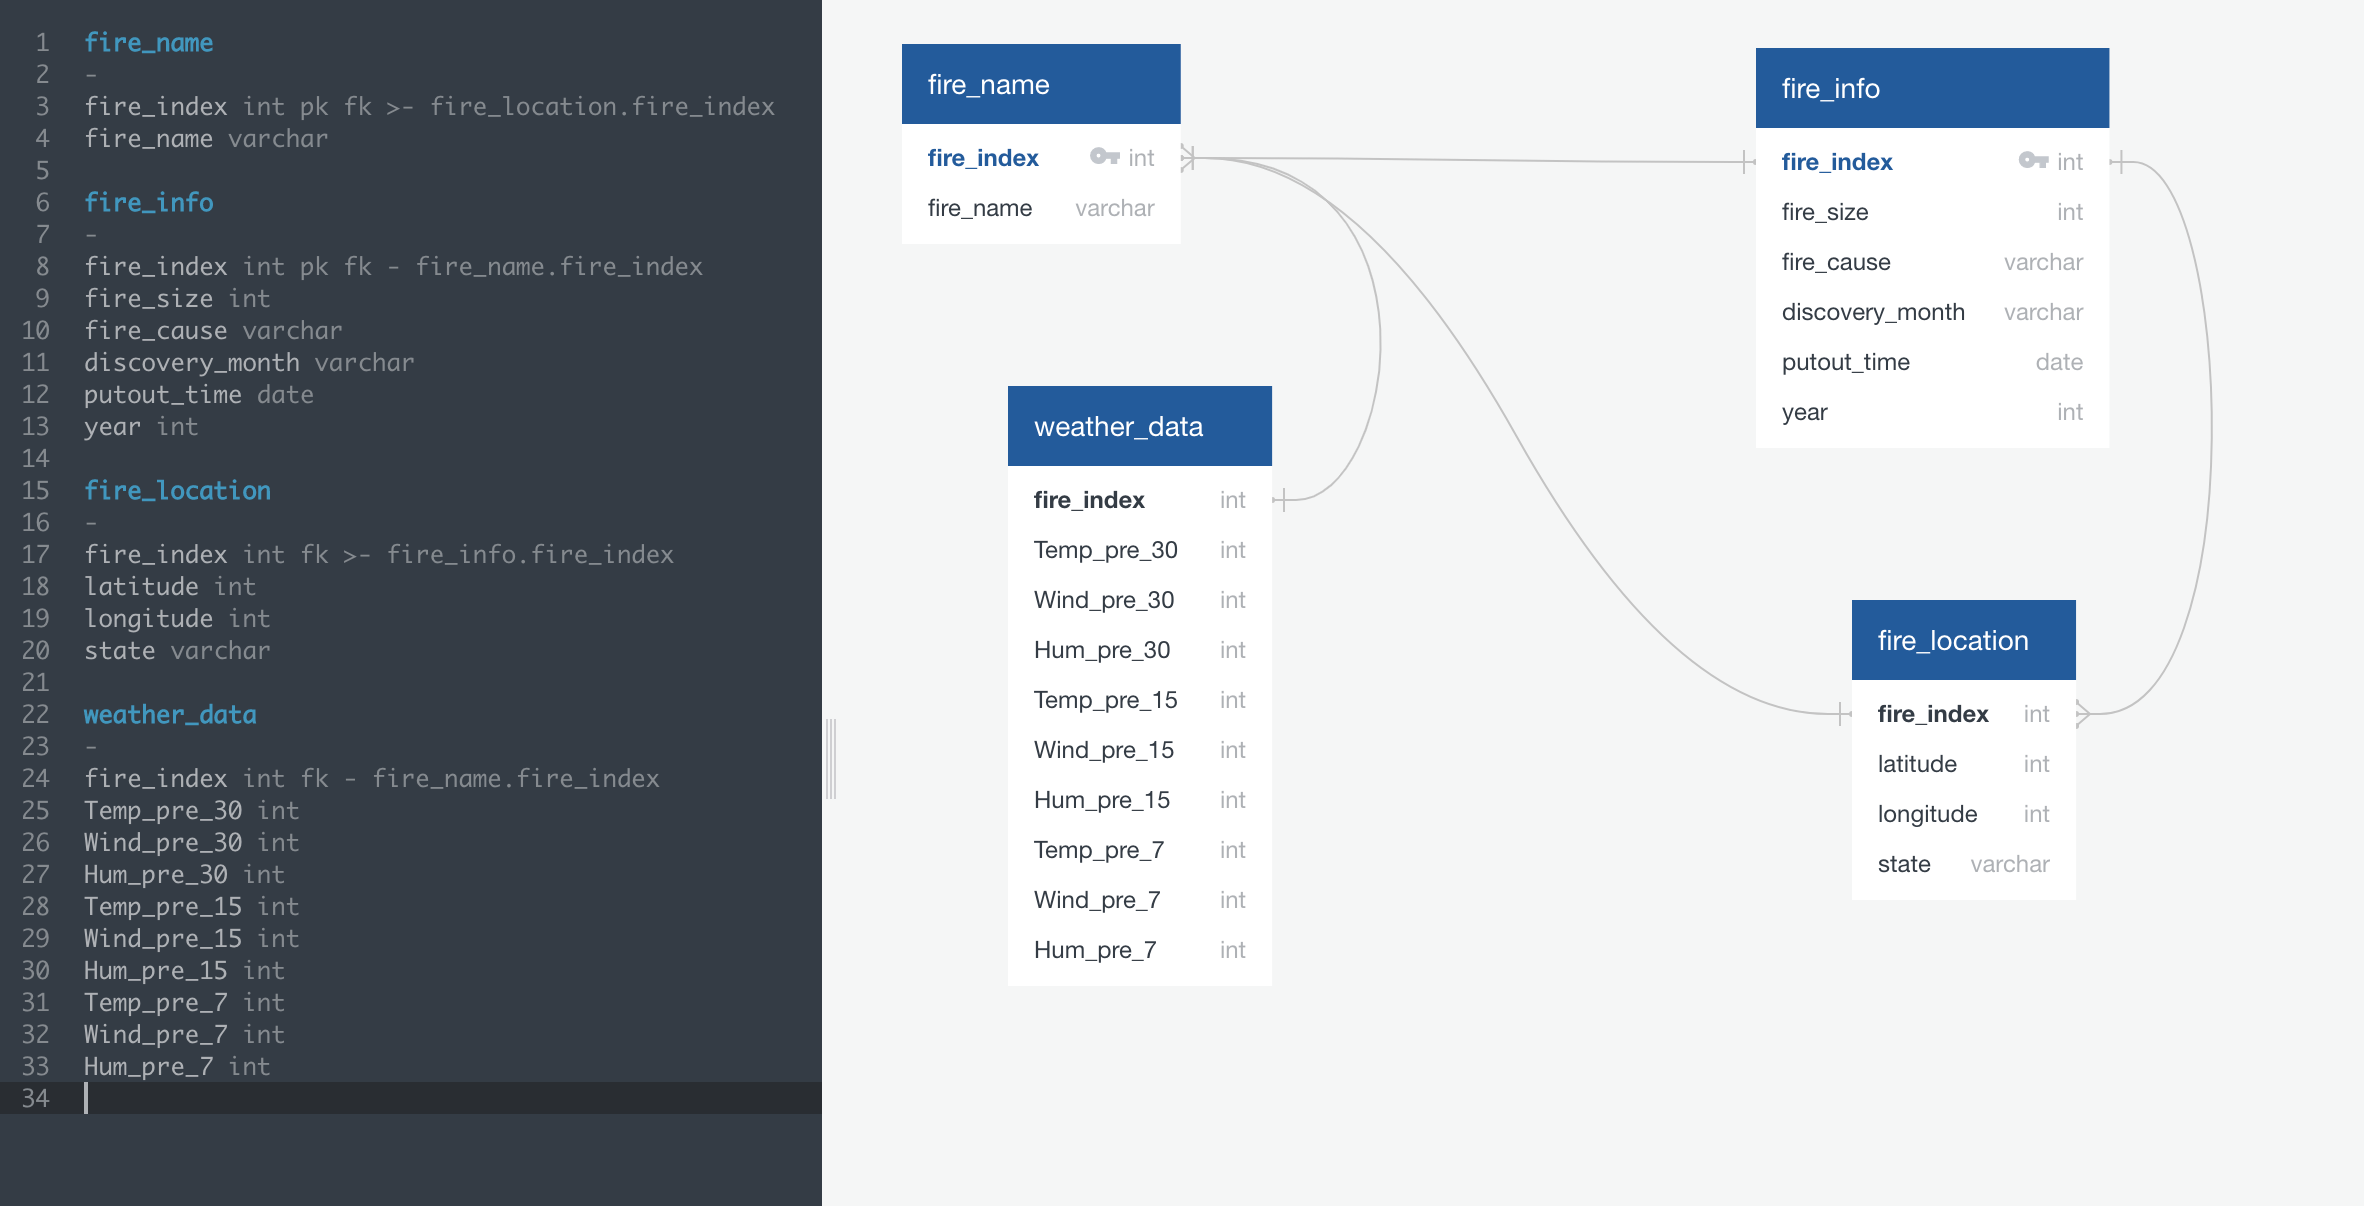 1 fire_name
2 -
3 fire_index int pk fk >- fire_location.fire_index
4 fire_name varchar
5
6 fire_info
7 -
8 fire_index int pk fk - fire_name.fire_index
9 fire_size int
10 fire_cause varchar
11 discovery_month varchar
12 putout_time date
13 year int
14
15 fire_location
16 -
17 fire_index int fk >- fire_info.fire_index
18 latitude int
19 longitude int
20 state varchar
21
22 weather_data
23 -
24 fire_index int fk - fire_name.fire_index
25 Temp_pre_30 int
26 Wind_pre_30 int
27 Hum_pre_30 int
28 Temp_pre_15 int
29 Wind_pre_15 int
30 Hum_pre_15 int
31 Temp_pre_7 int
32 Wind_pre_7 int
33 Hum_pre_7 int
34
fire_name
fire_index int
fire_name varchar
fire_info
fire_index int
fire_size int
fire_cause varchar
discovery_month varchar
putout_time date
year int
weather_data
fire_index int
Temp_pre_30 int
Wind_pre_30 int
Hum_pre_30 int
Temp_pre_15 int
Wind_pre_15 int
Hum_pre_15 int
Temp_pre_7 int
Wind_pre_7 int
Hum_pre_7 int
fire_location
fire_index int
latitude int
longitude int
state varchar